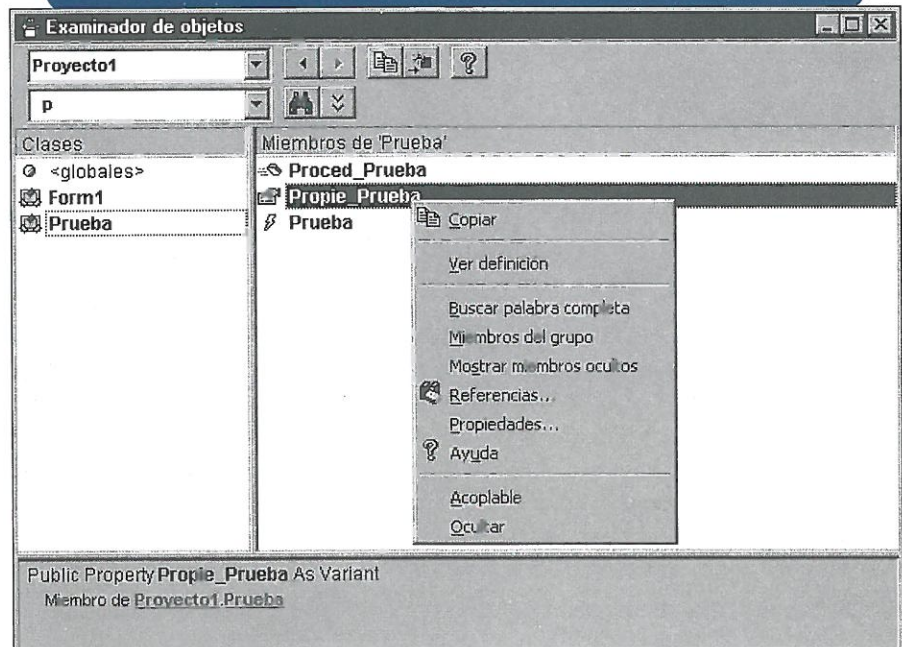 Examinador de objetos
Proyecto1
p
Clases
Miembros de 'Prueba'
<globales>
Form1
Prueba
Proced_Prueba
Propie_Prueba
Prueba
Copiar
Ver definición
Buscar palabra completa
Miembros del grupo
Mostrar miembros ocultos
Referencias...
Propiedades...
Ayuda
Acoplable
Ocultar
Public Property Propie_Prueba As Variant
Miembro de Proyecto1.Prueba